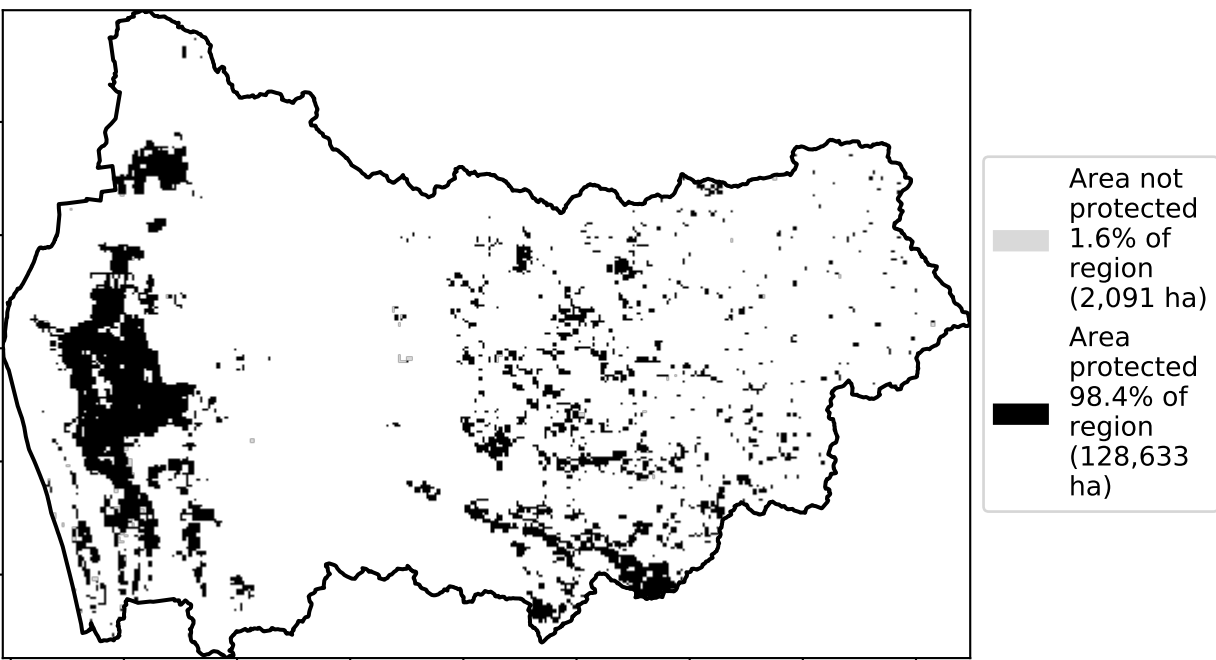 Area not
protected
1.6% of
region
(2,091 ha)
Area
protected
98.4% of
region
(128,633
ha)